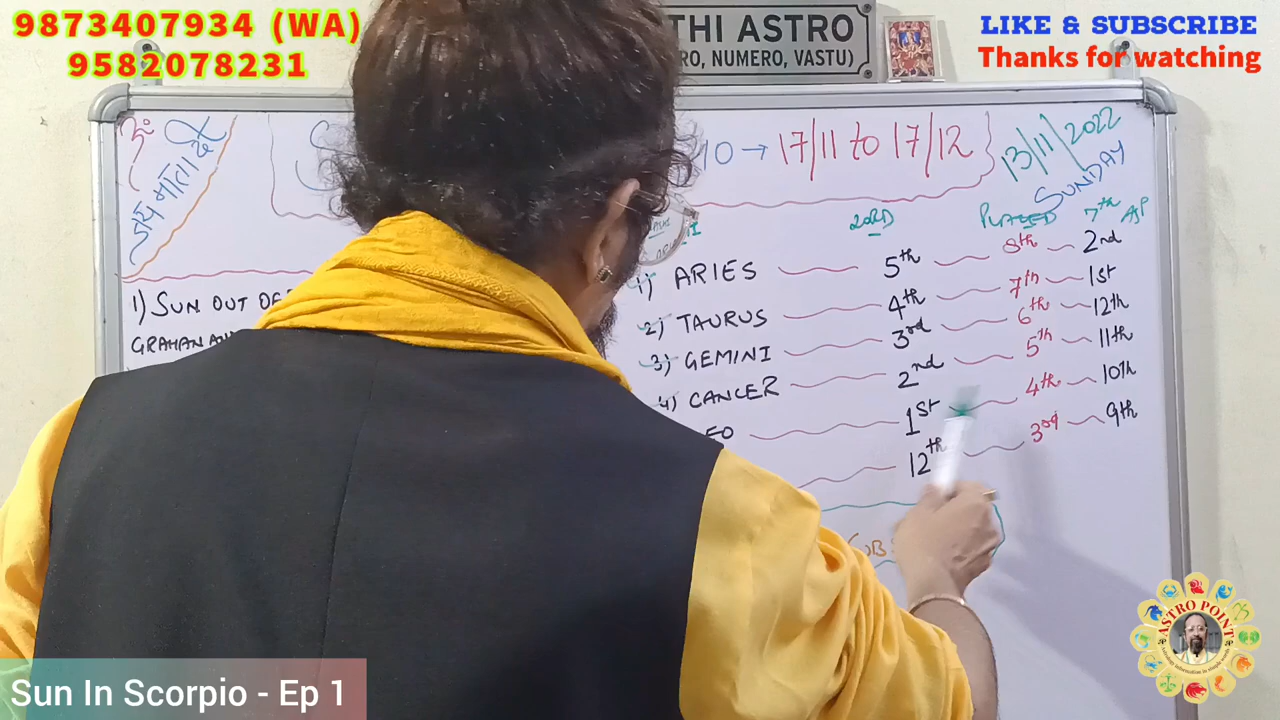 9873407934 (WA)
9582078231
THI ASTRO
RO, NUMERO, VASTU)
LIKE & SUBSCRIBE
Thanks for watching
जय माता दी
10 → 17/11 to 17/12
13/11/2022
SUNDAY
LORD PLACED 7th ASP
1) ARIES 5th 8th 2nd
2) TAURUS 4th 7th 1st
3) GEMINI 3rd 6th 12th
4) CANCER 2nd 5th 11th
EO 1st 4th 10th
12th 3rd 9th
1) SUN OUT OF
GRAHAN
ASTRO POINT
Sun In Scorpio - Ep 1